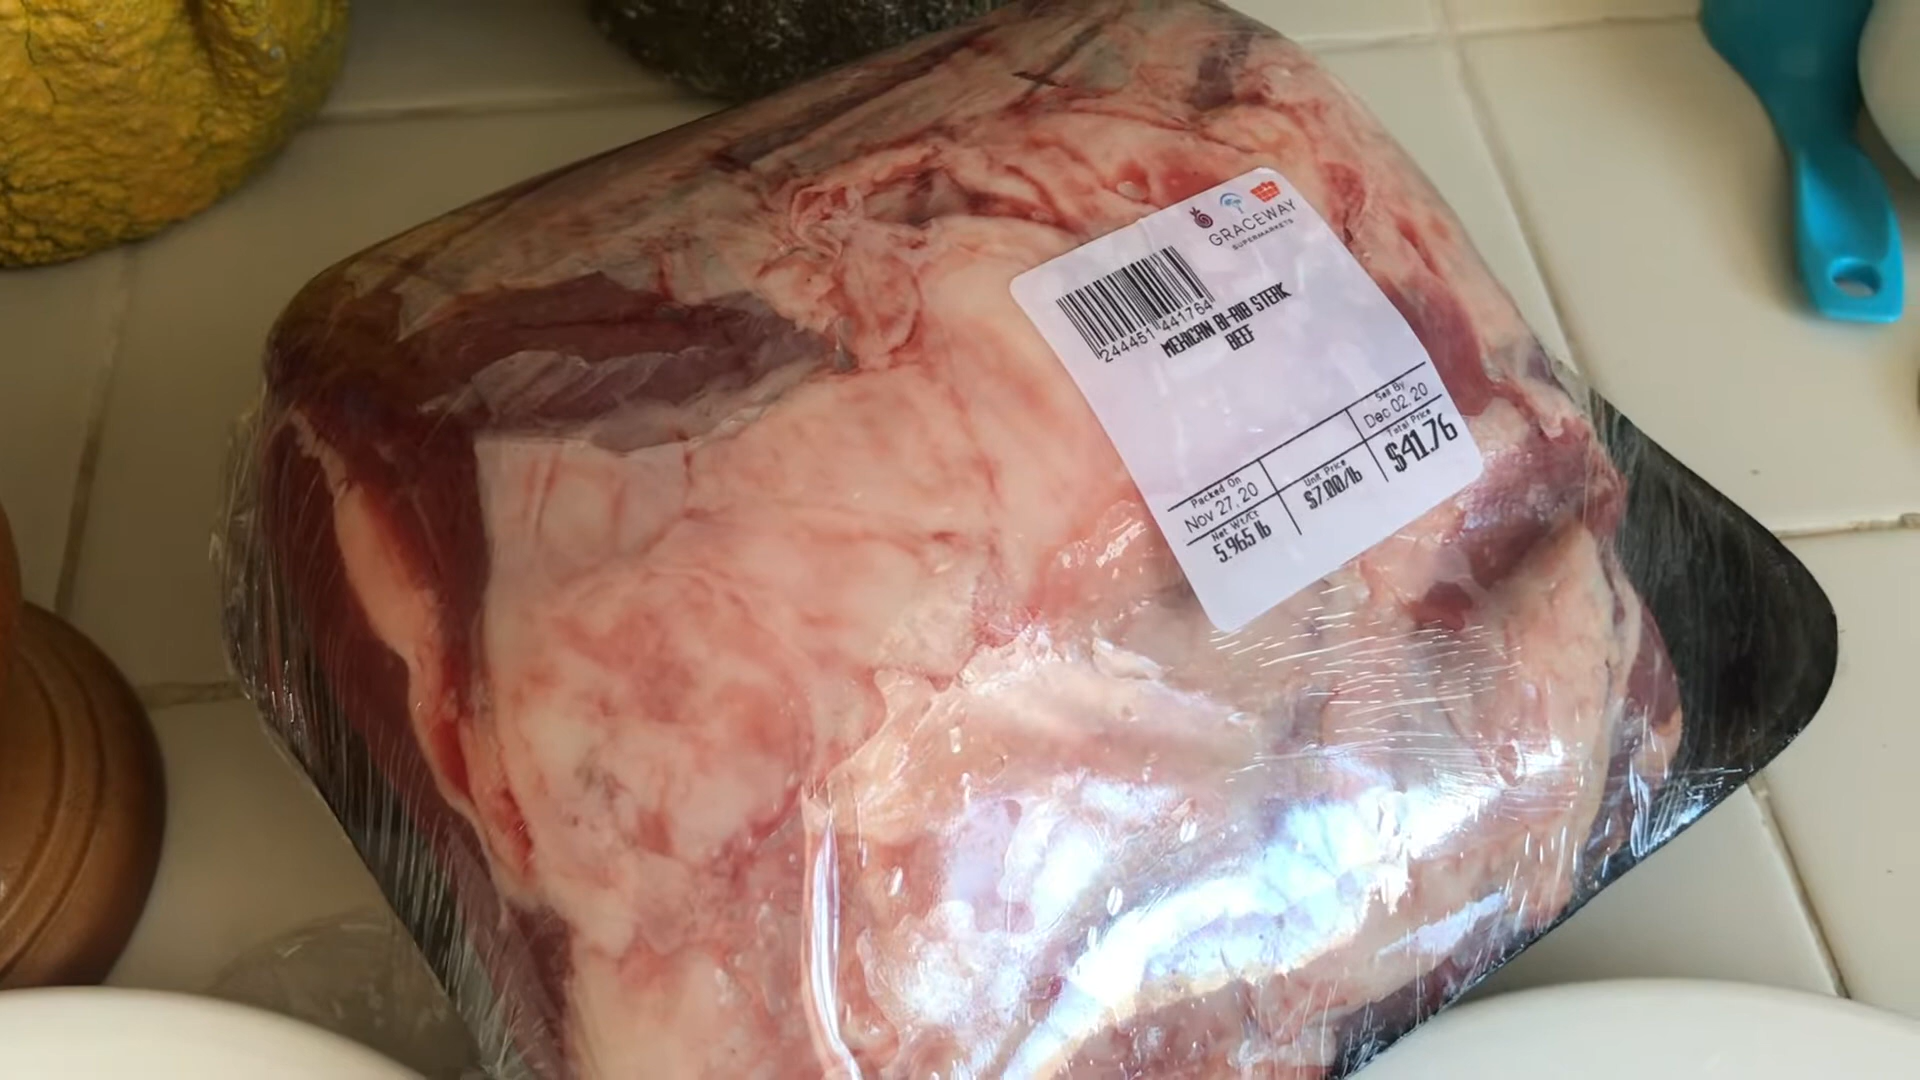 GRACEWAY
SUPERMARKETS
244451 441764
MEXICAN BI-RIB STEAK
BEEF
Sell By
Dec 02, 20
Packed On
Nov 27, 20
Unit Price
$7.00/lb
Total Price
$41.76
Net Wt/Ct
5.965 lb